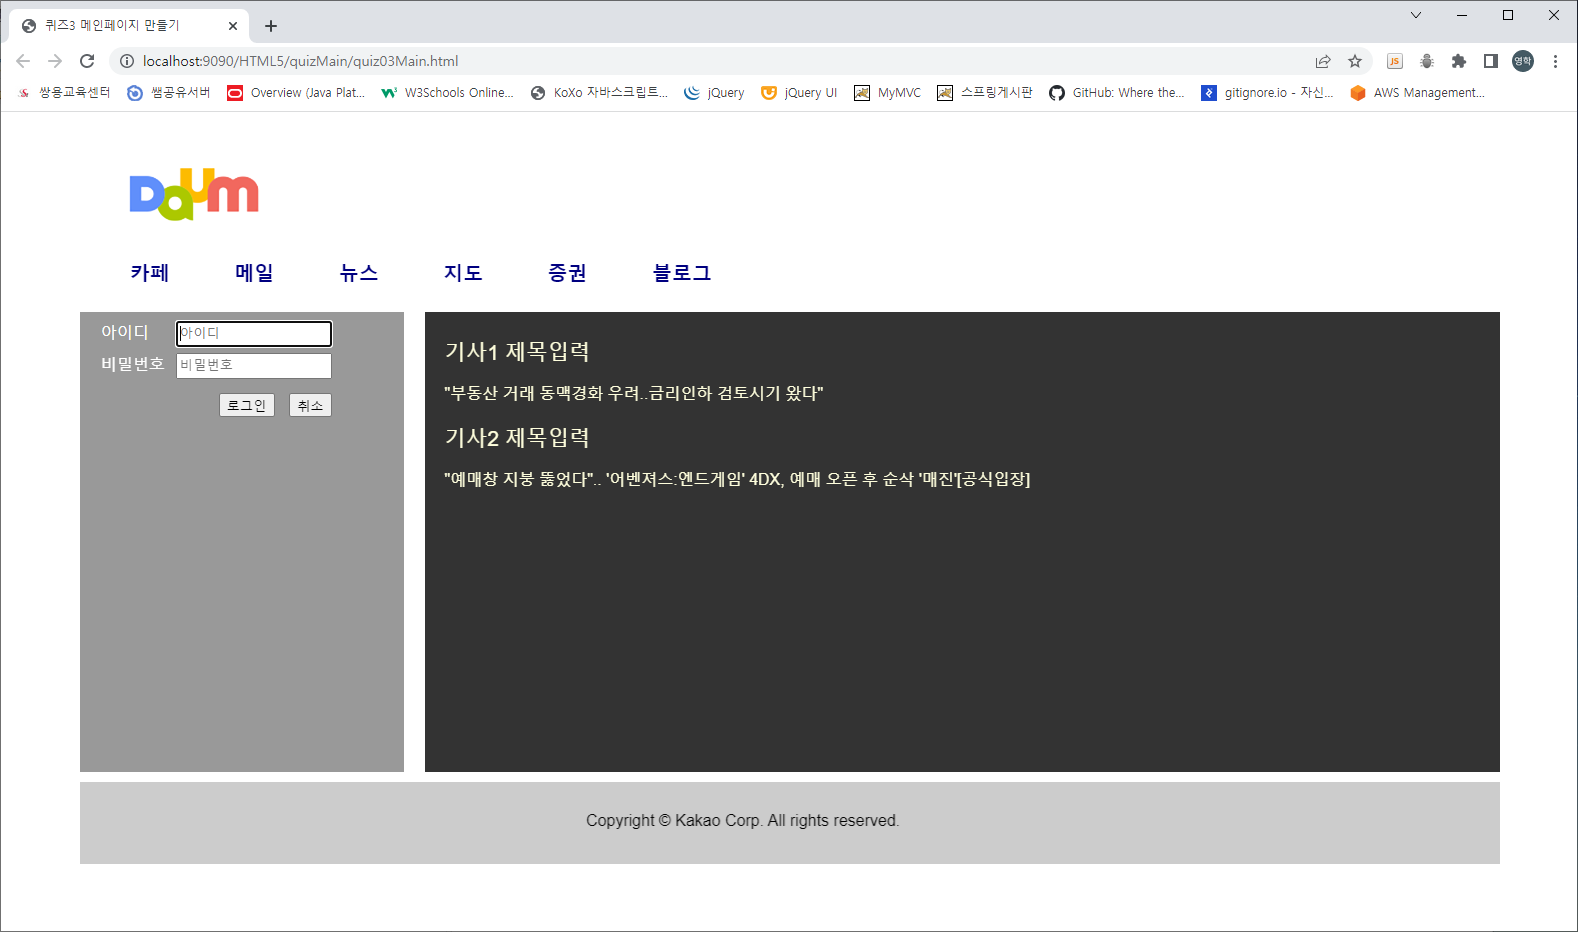 퀴즈3 메인페이지 만들기
localhost:9090/HTML5/quizMain/quiz03Main.html
JS
영학
쌍용교육센터 쌤공유서버 Overview (Java Plat... W3Schools Online... KoXo 자바스크립트... jQuery jQuery UI MyMVC 스프링게시판 GitHub: Where the... gitignore.io - 자신... AWS Management...
Daum
카페 메일 뉴스 지도 증권 블로그
아이디 아이디
비밀번호 비밀번호
로그인 취소
기사1 제목입력
"부동산 거래 동맥경화 우려..금리인하 검토시기 왔다"
기사2 제목입력
"예매창 지붕 뚫었다".. '어벤져스:엔드게임' 4DX, 예매 오픈 후 순삭 '매진'[공식입장]
Copyright © Kakao Corp. All rights reserved.